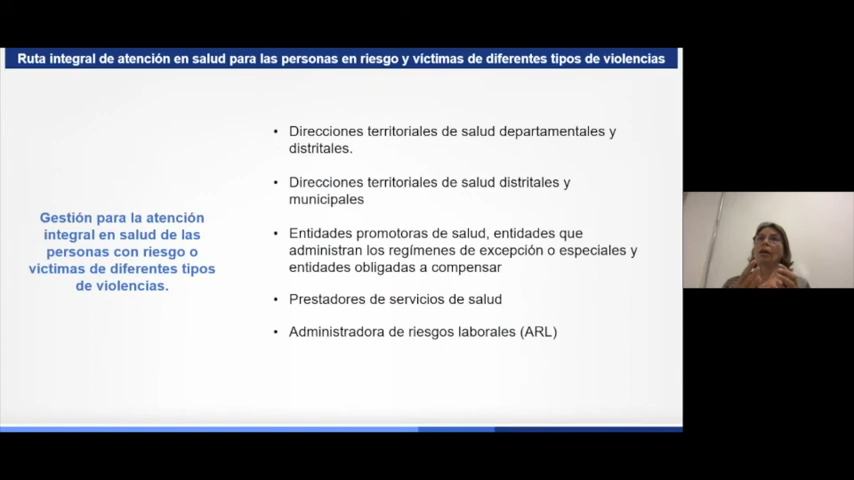 Ruta integral de atención en salud para las personas en riesgo y víctimas de diferentes tipos de violencias
Gestión para la atención
integral en salud de las
personas con riesgo o
víctimas de diferentes tipos
de violencias.
• Direcciones territoriales de salud departamentales y
distritales.
• Direcciones territoriales de salud distritales y
municipales
• Entidades promotoras de salud, entidades que
administran los regímenes de excepción o especiales y
entidades obligadas a compensar
• Prestadores de servicios de salud
• Administradora de riesgos laborales (ARL)